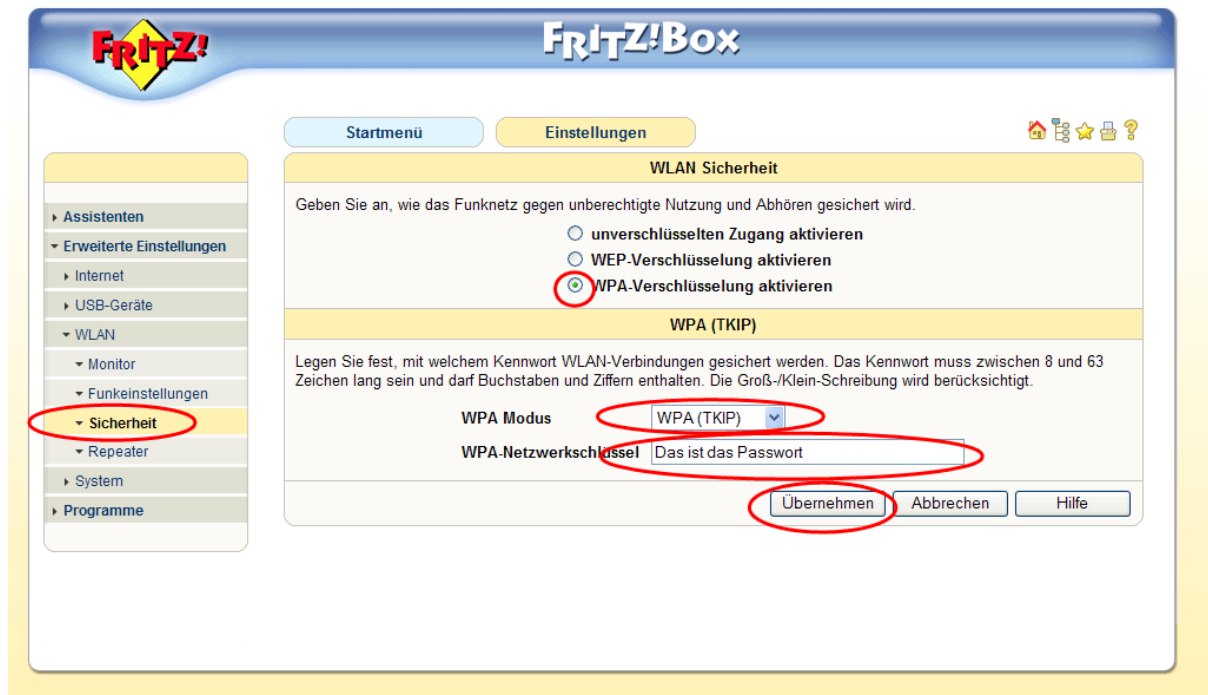 FRITZ!
FRITZ!Box
Startmenü
Einstellungen
Assistenten
Erweiterte Einstellungen
Internet
USB-Geräte
WLAN
Monitor
Funkeinstellungen
Sicherheit
Repeater
System
Programme
WLAN Sicherheit
Geben Sie an, wie das Funknetz gegen unberechtigte Nutzung und Abhören gesichert wird.
unverschlüsselten Zugang aktivieren
WEP-Verschlüsselung aktivieren
WPA-Verschlüsselung aktivieren
WPA (TKIP)
Legen Sie fest, mit welchem Kennwort WLAN-Verbindungen gesichert werden. Das Kennwort muss zwischen 8 und 63
Zeichen lang sein und darf Buchstaben und Ziffern enthalten. Die Groß-/Klein-Schreibung wird berücksichtigt.
WPA Modus WPA (TKIP)
WPA-Netzwerkschlüssel Das ist das Passwort
Übernehmen Abbrechen Hilfe